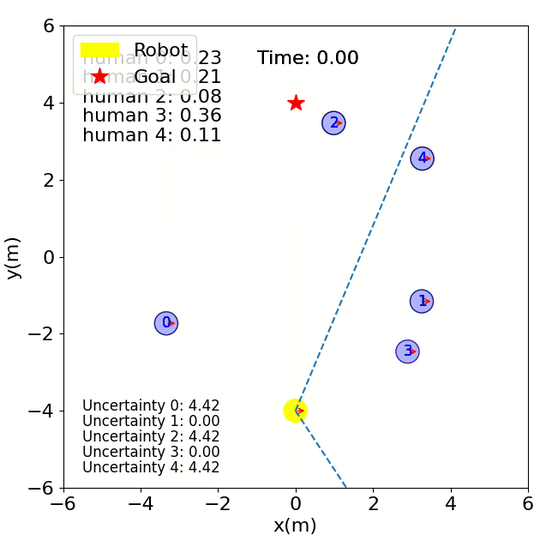 Robot
Goal
Time: 0.00
human 0: 0.23
human 1: 0.21
human 2: 0.08
human 3: 0.36
human 4: 0.11
2
4
1
0
3
Uncertainty 0: 4.42
Uncertainty 1: 0.00
Uncertainty 2: 4.42
Uncertainty 3: 0.00
Uncertainty 4: 4.42
y(m)
6
4
2
0
−2
−4
−6
−6
−4
−2
0
2
4
6
x(m)